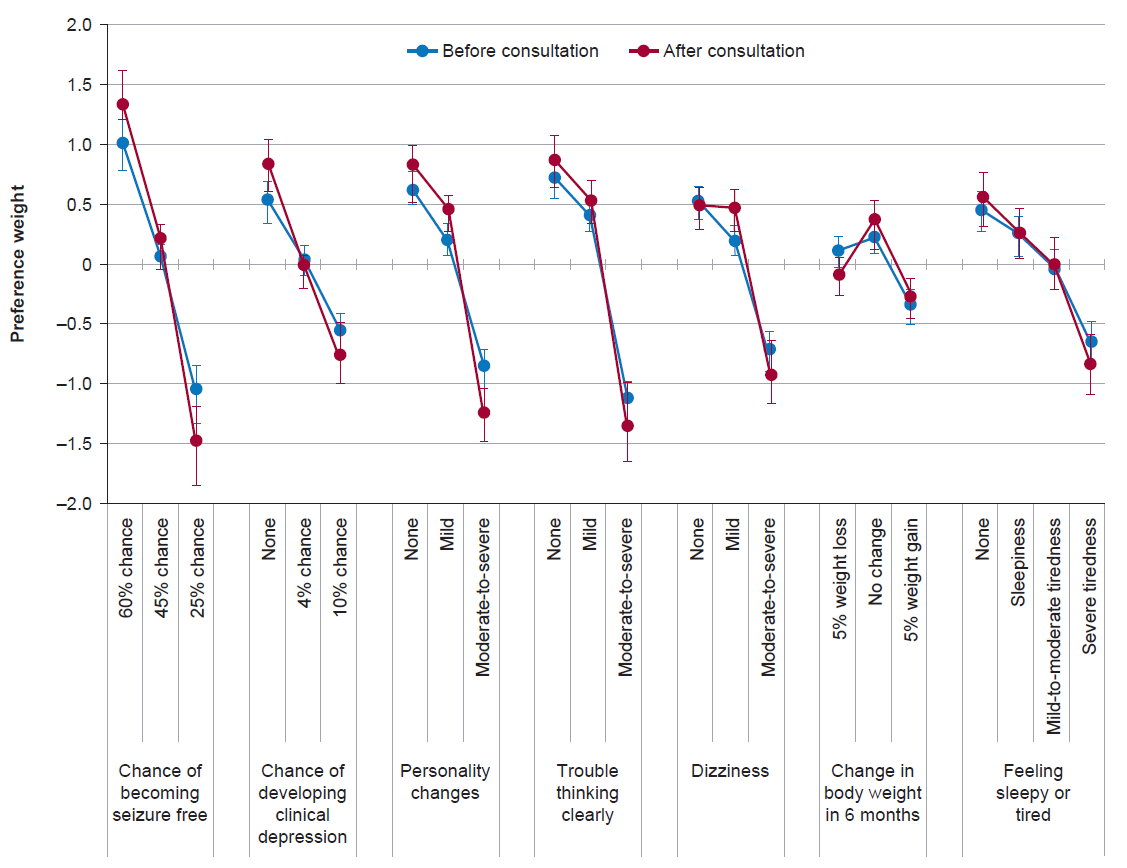 2.0
Before consultation
After consultation
1.5
1.0
0.5
0
–0.5
–1.0
–1.5
–2.0
Preference weight
60% chance
45% chance
25% chance
None
4% chance
10% chance
None
Mild
Moderate-to-severe
None
Mild
Moderate-to-severe
None
Mild
Moderate-to-severe
5% weight loss
No change
5% weight gain
None
Sleepiness
Mild-to-moderate tiredness
Severe tiredness
Chance of
becoming
seizure free
Chance of
developing
clinical
depression
Personality
changes
Trouble
thinking
clearly
Dizziness
Change in
body weight
in 6 months
Feeling
sleepy or
tired